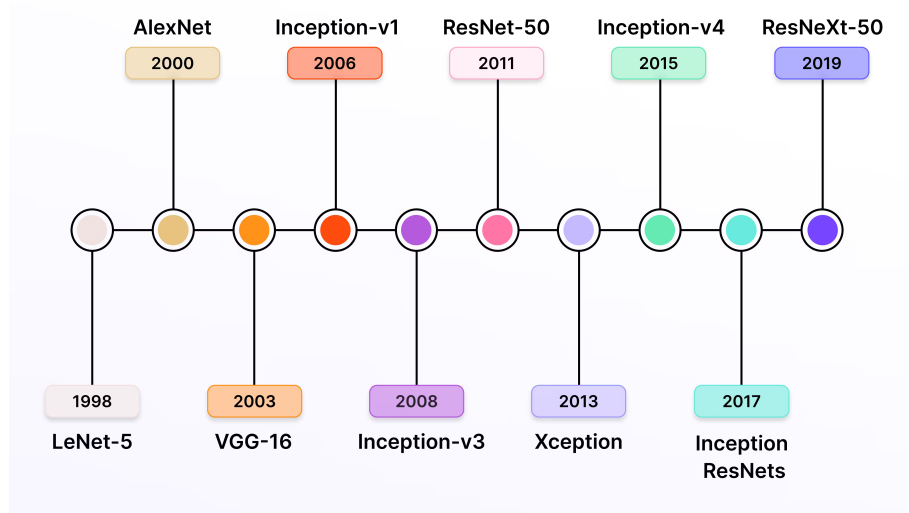 AlexNet
2000
Inception-v1
2006
ResNet-50
2011
Inception-v4
2015
ResNeXt-50
2019
1998
LeNet-5
2003
VGG-16
2008
Inception-v3
2013
Xception
2017
Inception
ResNets